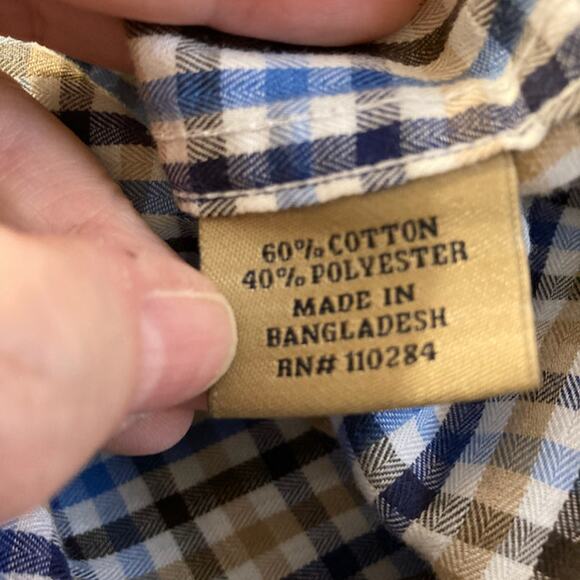 60% COTTON
40% POLYESTER
MADE IN
BANGLADESH
RN# 110284